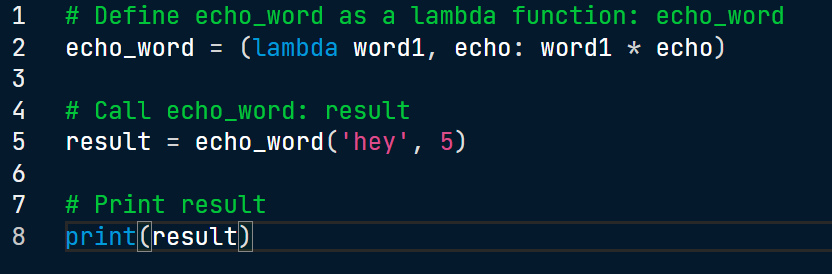 1 # Define echo_word as a lambda function: echo_word
2 echo_word = (lambda word1, echo: word1 * echo)
3
4 # Call echo_word: result
5 result = echo_word('hey', 5)
6
7 # Print result
8 print(result)